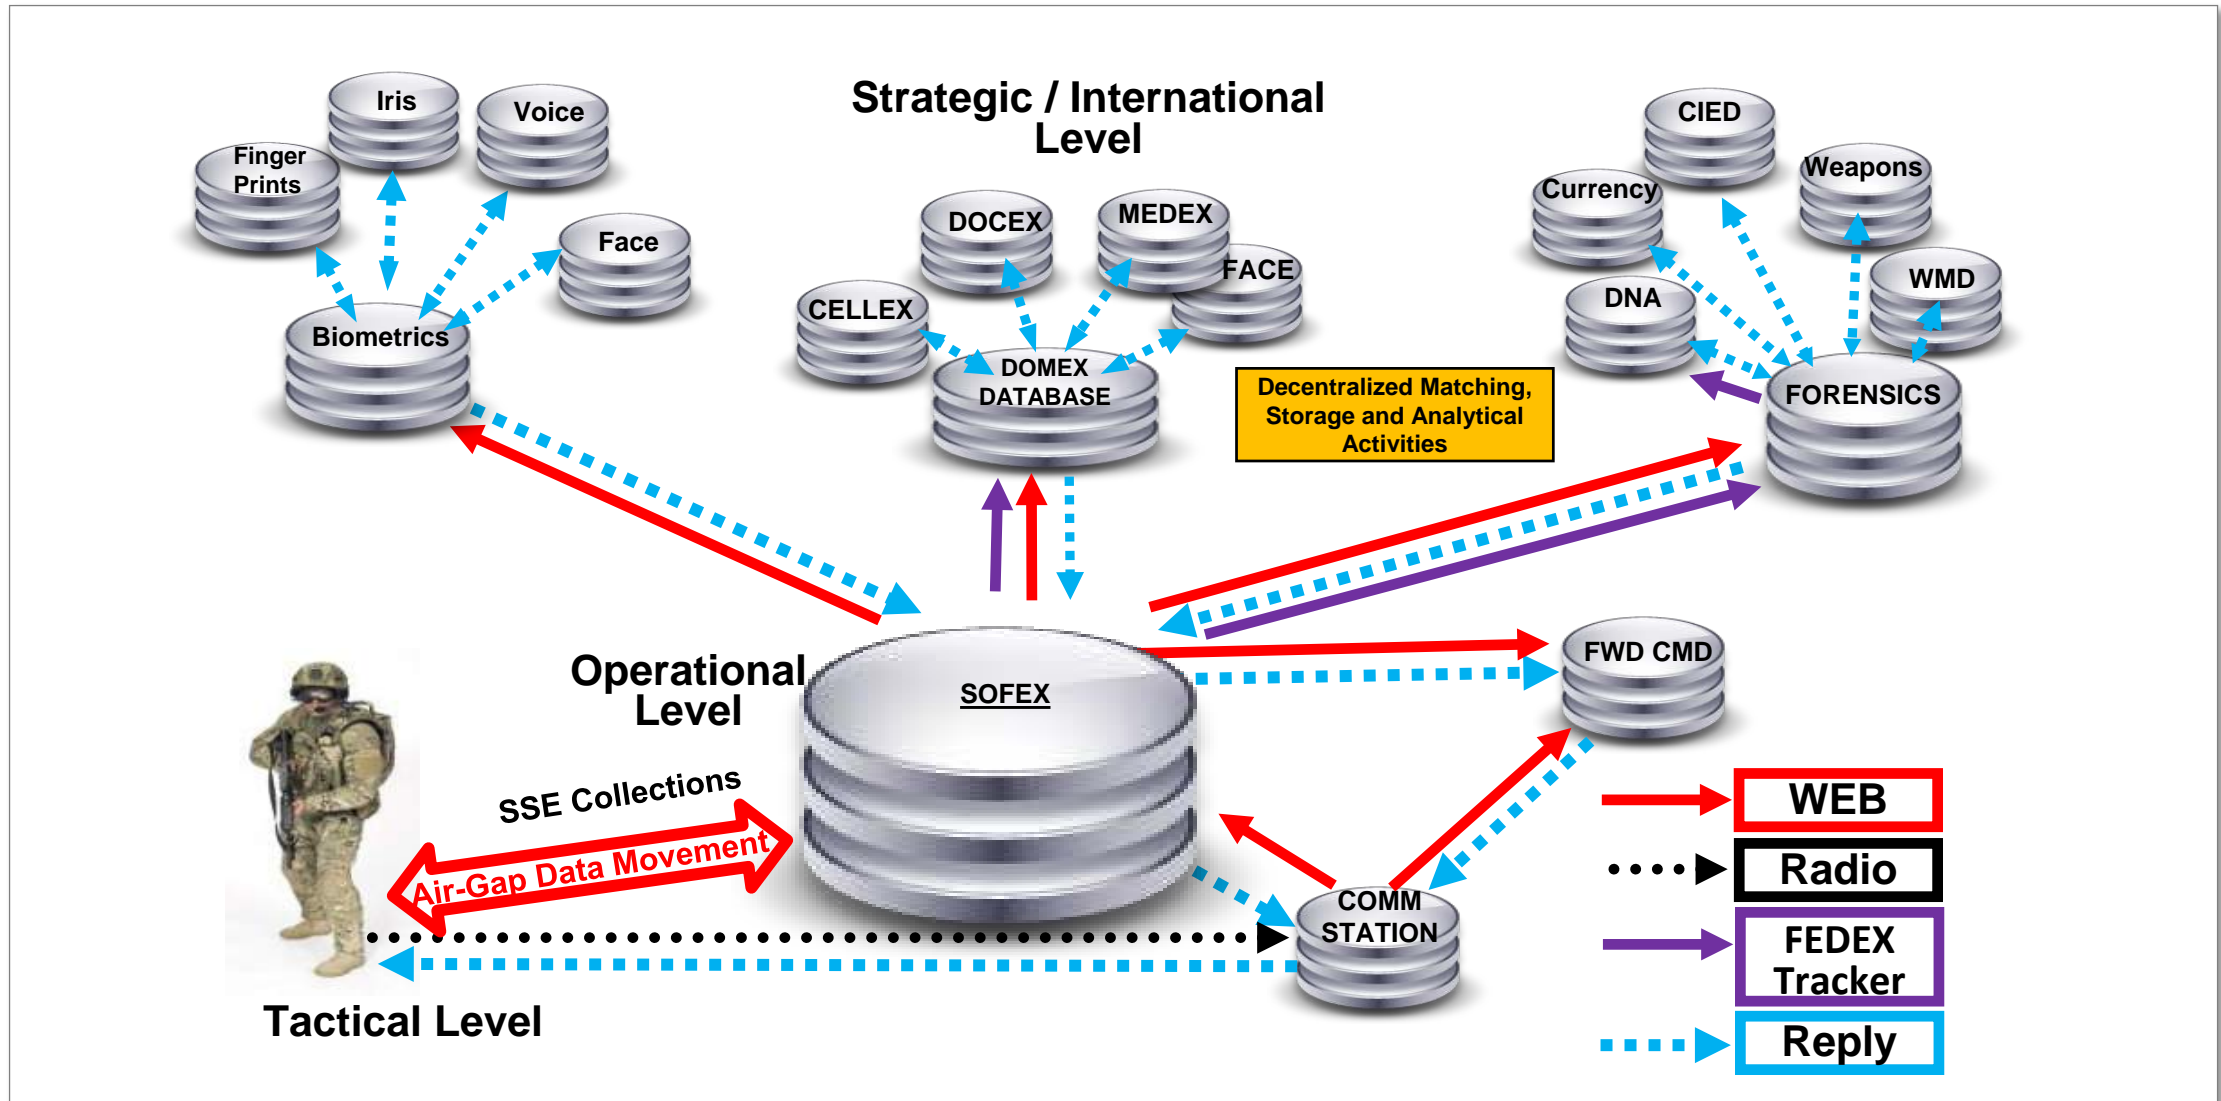 Strategic / International
Level
Finger
Prints
Iris
Voice
Face
Biometrics
CELLEX
DOCEX
MEDEX
FACE
DOMEX
DATABASE
Decentralized Matching,
Storage and Analytical
Activities
DNA
Currency
CIED
Weapons
WMD
FORENSICS
Operational
Level
SOFEX
FWD CMD
SSE Collections
Air-Gap Data Movement
COMM
STATION
Tactical Level
WEB
Radio
FEDEX
Tracker
Reply